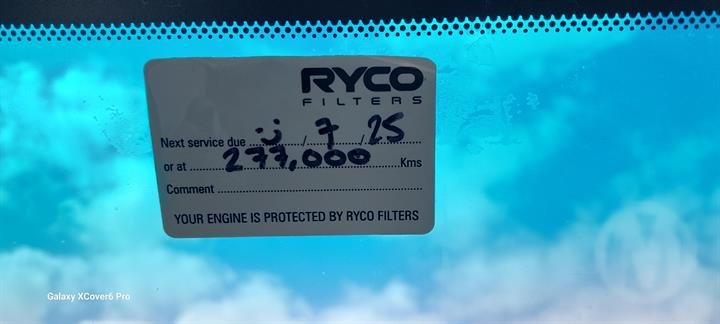 RYCO
FILTERS
Next service due ...... / 7 / 25
or at 277,000 Kms
Comment ......
YOUR ENGINE IS PROTECTED BY RYCO FILTERS
Galaxy XCover6 Pro